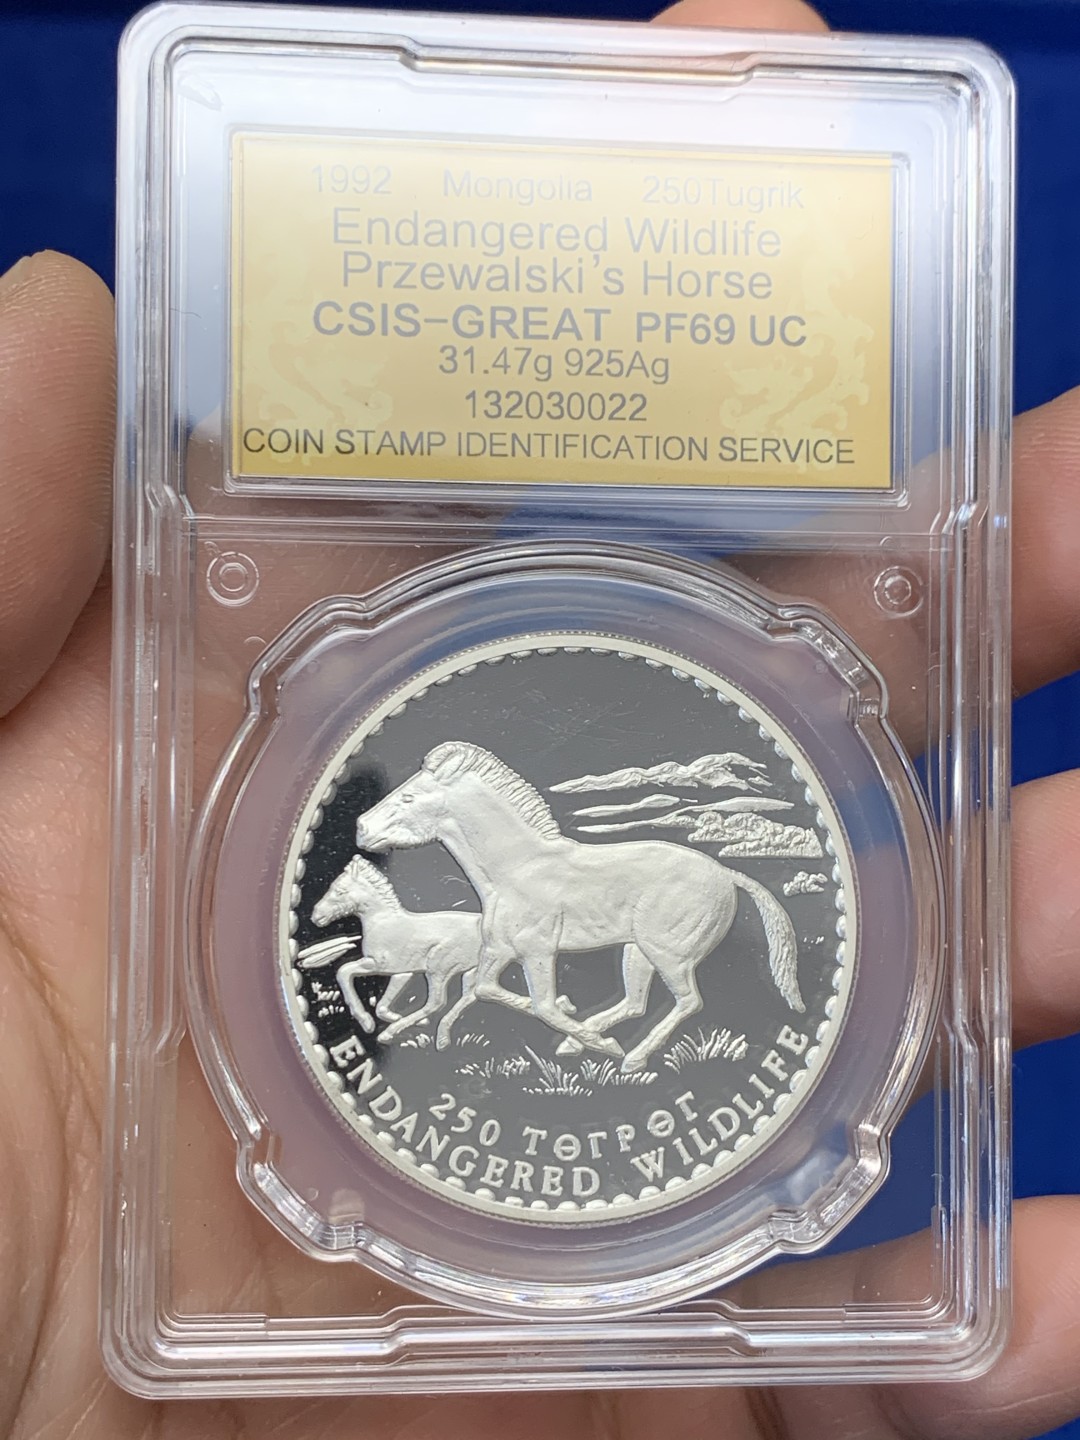 1992 Mongolia 250Tugrik
Endangered Wildlife
Przewalski's Horse
CSIS-GREAT PF69 UC
31.47g 925Ag
132030022
COIN STAMP IDENTIFICATION SERVICE
250 ТӨГРӨГ
ENDANGERED WILDLIFE